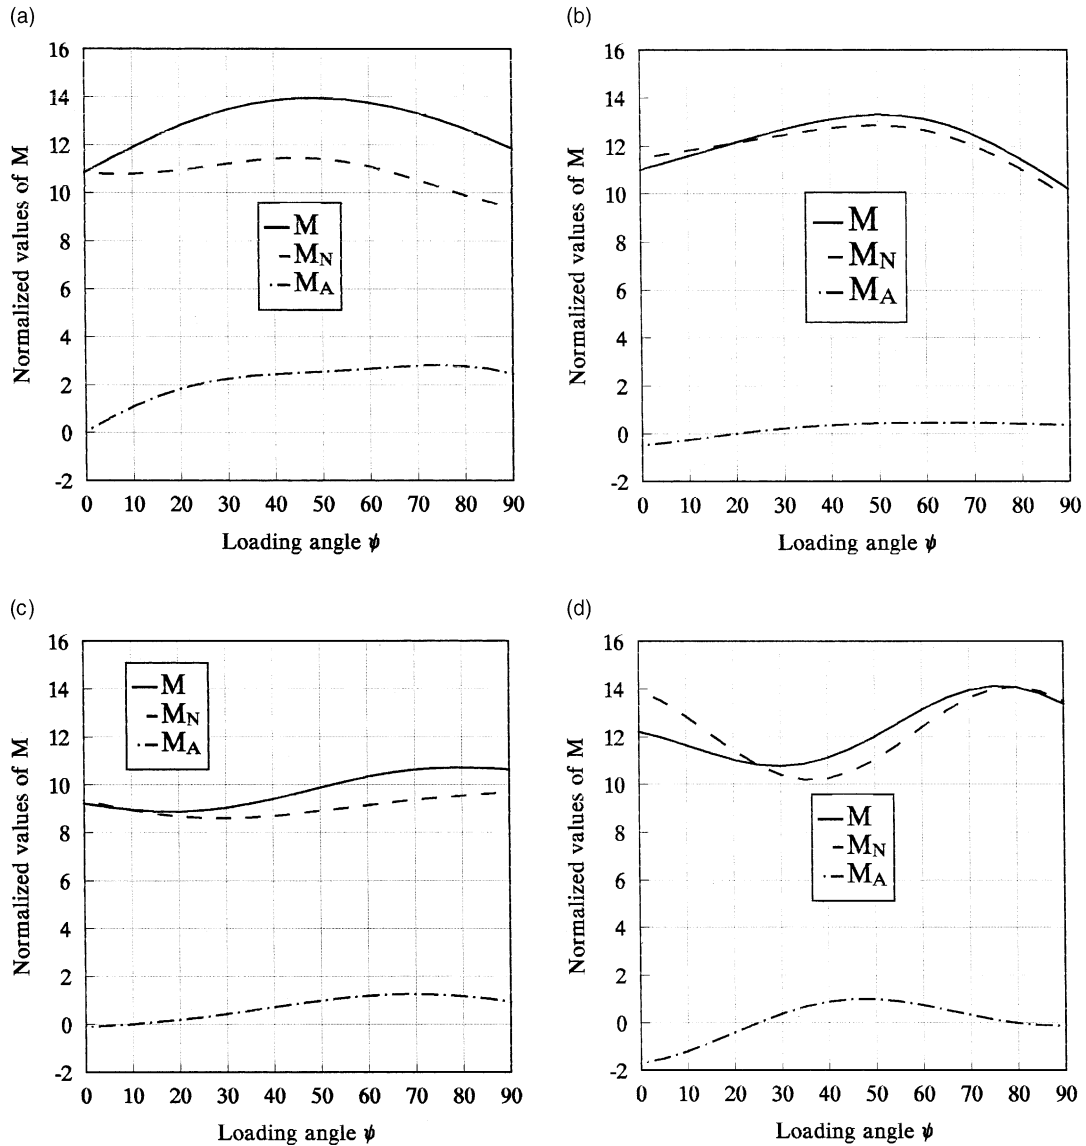 (a)
16
14
12
10
8
6
4
2
0
-2
Normalized values of M
M
M_N
M_A
0 10 20 30 40 50 60 70 80 90
Loading angle ψ
(b)
16
14
12
10
8
6
4
2
0
-2
Normalized values of M
M
M_N
M_A
0 10 20 30 40 50 60 70 80 90
Loading angle ψ
(c)
16
14
12
10
8
6
4
2
0
-2
Normalized values of M
M
M_N
M_A
0 10 20 30 40 50 60 70 80 90
Loading angle ψ
(d)
16
14
12
10
8
6
4
2
0
-2
Normalized values of M
M
M_N
M_A
0 10 20 30 40 50 60 70 80 90
Loading angle ψ